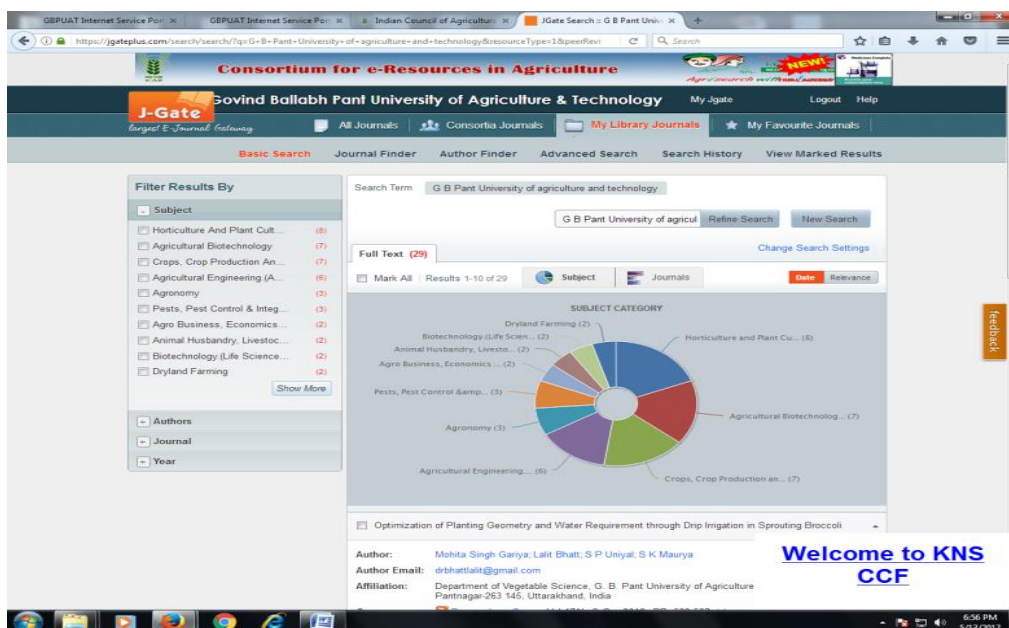 GBPUAT Internet Service Port
GBPUAT Internet Service Port
Indian Council of Agricultur
JGate Search :: G B Pant Univ
https://jgateplus.com/search/search/?q=G+B+Pant+University+of+agriculture+and+technology&resourceType=1&peerRevi
Search
Consortium for e-Resources in Agriculture
NEW!
J-Gate
largest E-Journal Gateway
Govind Ballabh Pant University of Agriculture & Technology
My Jgate
Logout
Help
All Journals
Consortia Journals
My Library Journals
My Favourite Journals
Basic Search
Journal Finder
Author Finder
Advanced Search
Search History
View Marked Results
Filter Results By
Subject
Horticulture And Plant Cult... (8)
Agricultural Biotechnology (7)
Crops, Crop Production An... (7)
Agricultural Engineering (A... (6)
Agronomy (3)
Pests, Pest Control & Integ... (3)
Agro Business, Economics... (2)
Animal Husbandry, Livestoc... (2)
Biotechnology (Life Science... (2)
Dryland Farming (2)
Show More
Authors
Journal
Year
Search Term G B Pant University of agriculture and technology
G B Pant University of agricul Refine Search New Search
Full Text (29)
Change Search Settings
Mark All Results 1-10 of 29 Subject Journals Date Relevance
SUBJECT CATEGORY
Dryland Farming (2)
Biotechnology (Life Scien... (2)
Animal Husbandry, Livesto... (2)
Agro Business, Economics ... (2)
Pests, Pest Control &amp... (3)
Agronomy (3)
Agricultural Engineering... (6)
Horticulture and Plant Cu... (8)
Agricultural Biotechnolog... (7)
Crops, Crop Production an... (7)
feedback
Optimization of Planting Geometry and Water Requirement through Drip Irrigation in Sprouting Broccoli
Author: Mohita Singh Gariya; Lalit Bhatt; S P Uniyal; S K Maurya
Author Email: drbhattlalit@gmail.com
Affiliation: Department of Vegetable Science, G. B. Pant University of Agriculture
Pantnagar-263 145, Uttarakhand, India
Welcome to KNS
CCF
6:56 PM